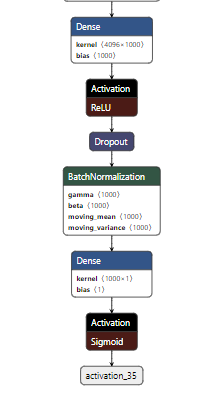 Dense
kernel ⟨4096×1000⟩
bias ⟨1000⟩
Activation
ReLU
Dropout
BatchNormalization
gamma ⟨1000⟩
beta ⟨1000⟩
moving_mean ⟨1000⟩
moving_variance ⟨1000⟩
Dense
kernel ⟨1000×1⟩
bias ⟨1⟩
Activation
Sigmoid
activation_35